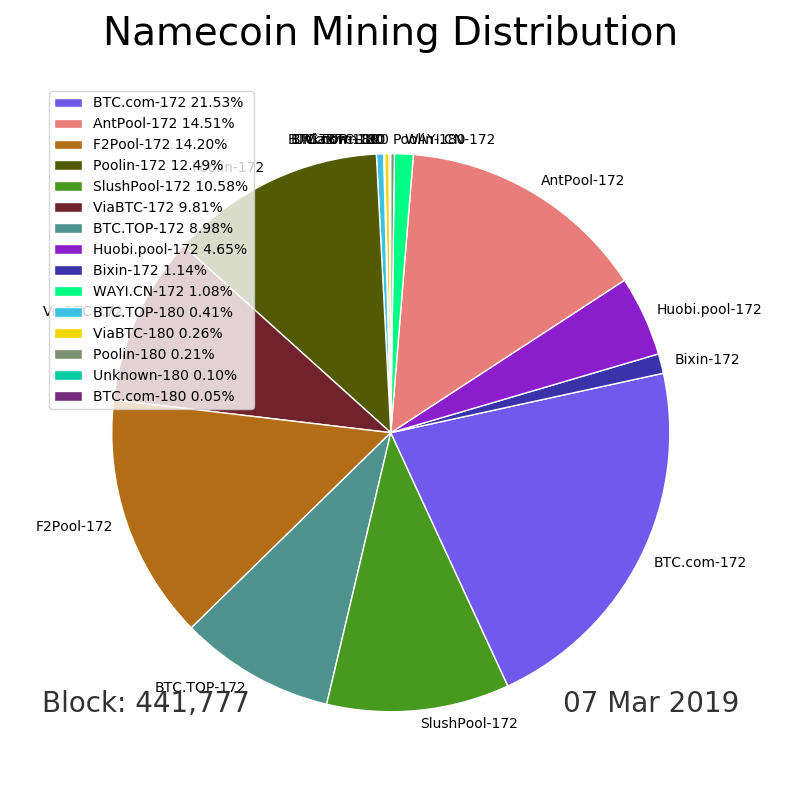 Namecoin Mining Distribution
BTC.com-172 21.53%
AntPool-172 14.51%
F2Pool-172 14.20%
Poolin-172 12.49%
SlushPool-172 10.58%
ViaBTC-172 9.81%
BTC.TOP-172 8.98%
Huobi.pool-172 4.65%
Bixin-172 1.14%
WAYI.CN-172 1.08%
BTC.TOP-180 0.41%
ViaBTC-180 0.26%
Poolin-180 0.21%
Unknown-180 0.10%
BTC.com-180 0.05%
WAYI.CN-172
AntPool-172
Huobi.pool-172
Bixin-172
BTC.com-172
F2Pool-172
BTC.TOP-172
SlushPool-172
Block: 441,777
07 Mar 2019